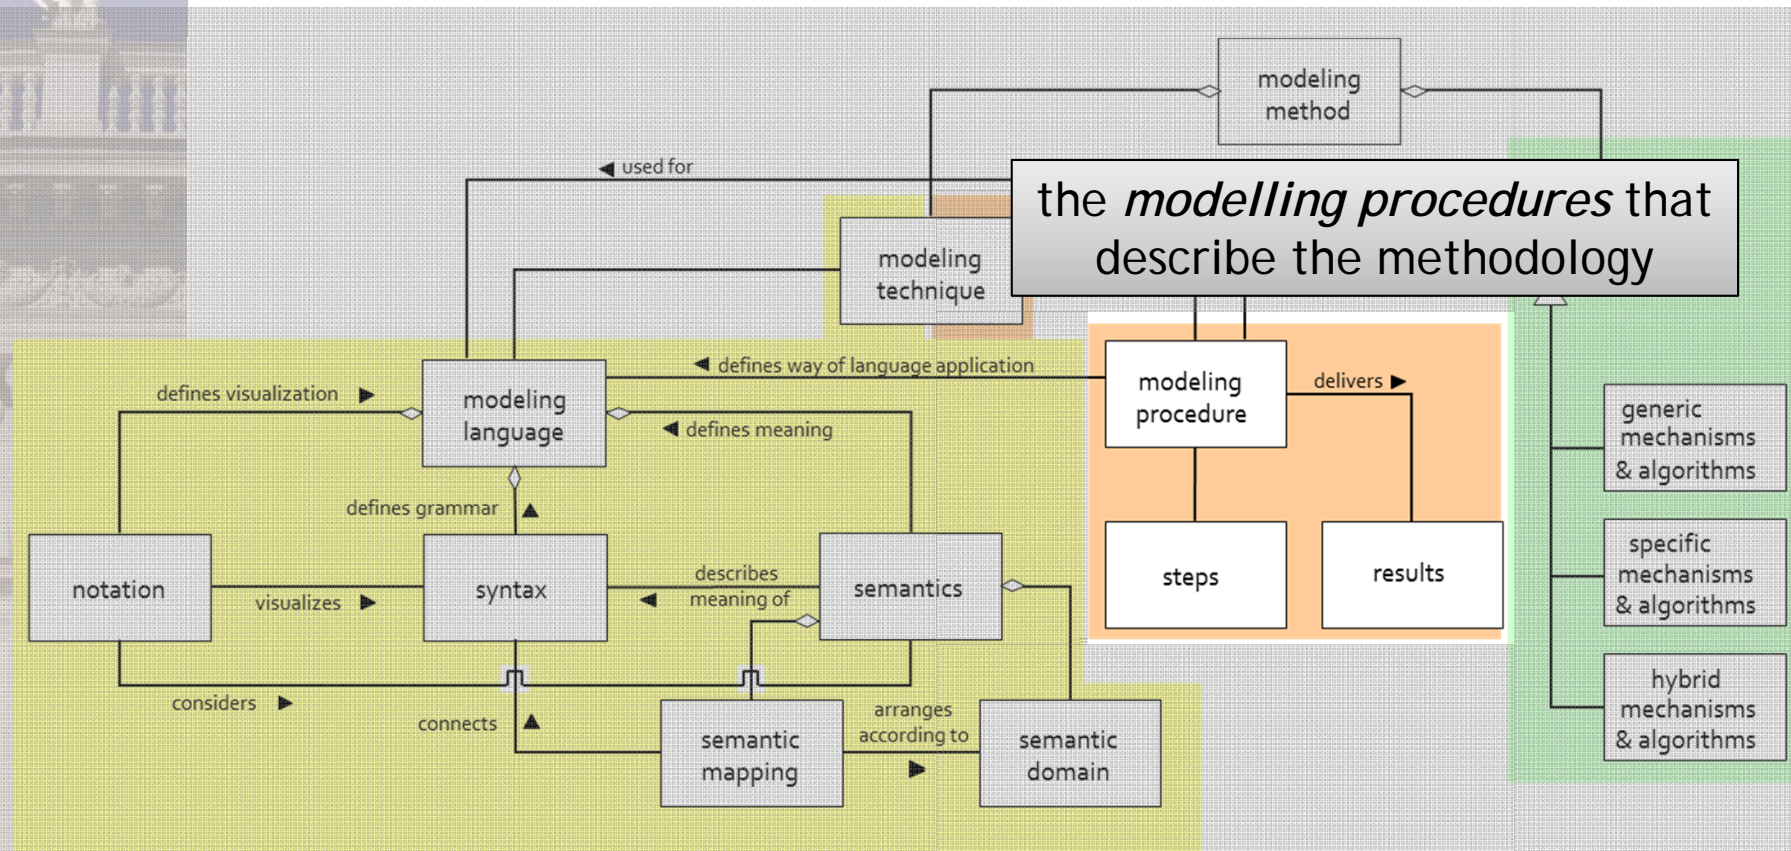 modeling
method
used for
the modelling procedures that
describe the methodology
modeling
technique
defines way of language application
defines visualization
modeling
language
defines meaning
modeling
procedure
delivers
generic
mechanisms
& algorithms
defines grammar
notation
visualizes
syntax
describes
meaning of
semantics
steps
results
specific
mechanisms
& algorithms
considers
connects
semantic
mapping
arranges
according to
semantic
domain
hybrid
mechanisms
& algorithms